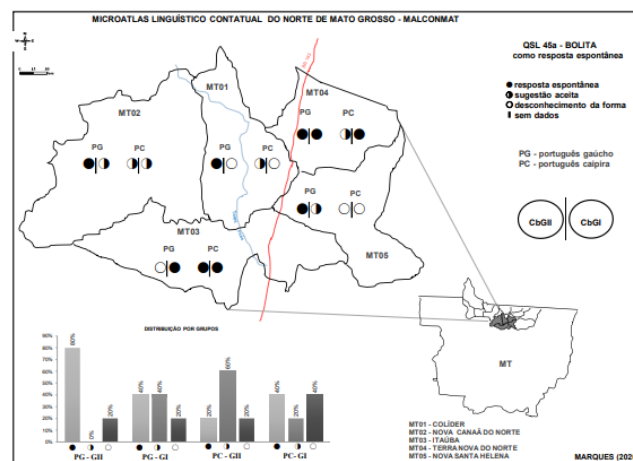 MICROATLAS LINGUÍSTICO CONTATUAL DO NORTE DE MATO GROSSO - MALCONMAT
QSL 45a - BOLITA
como resposta espontânea
resposta espontânea
sugestão aceita
desconhecimento da forma
sem dados
PG - português gaúcho
PC - português caipira
CbGII
CbGI
MT01
PG
PC
MT02
PG
PC
MT04
PG
PC
PG
PC
MT05
MT03
PG
PC
MT
DISTRIBUIÇÃO POR GRUPOS
90%
80%
70%
60%
50%
40%
30%
20%
10%
0%
80%
0%
20%
40%
40%
20%
20%
60%
20%
40%
20%
40%
PG - GII
PG - GI
PC - GII
PC - GI
MT01 - COLÍDER
MT02 - NOVA CANAÃ DO NORTE
MT03 - ITAÚBA
MT04 - TERRA NOVA DO NORTE
MT05 - NOVA SANTA HELENA
MARQUES (202